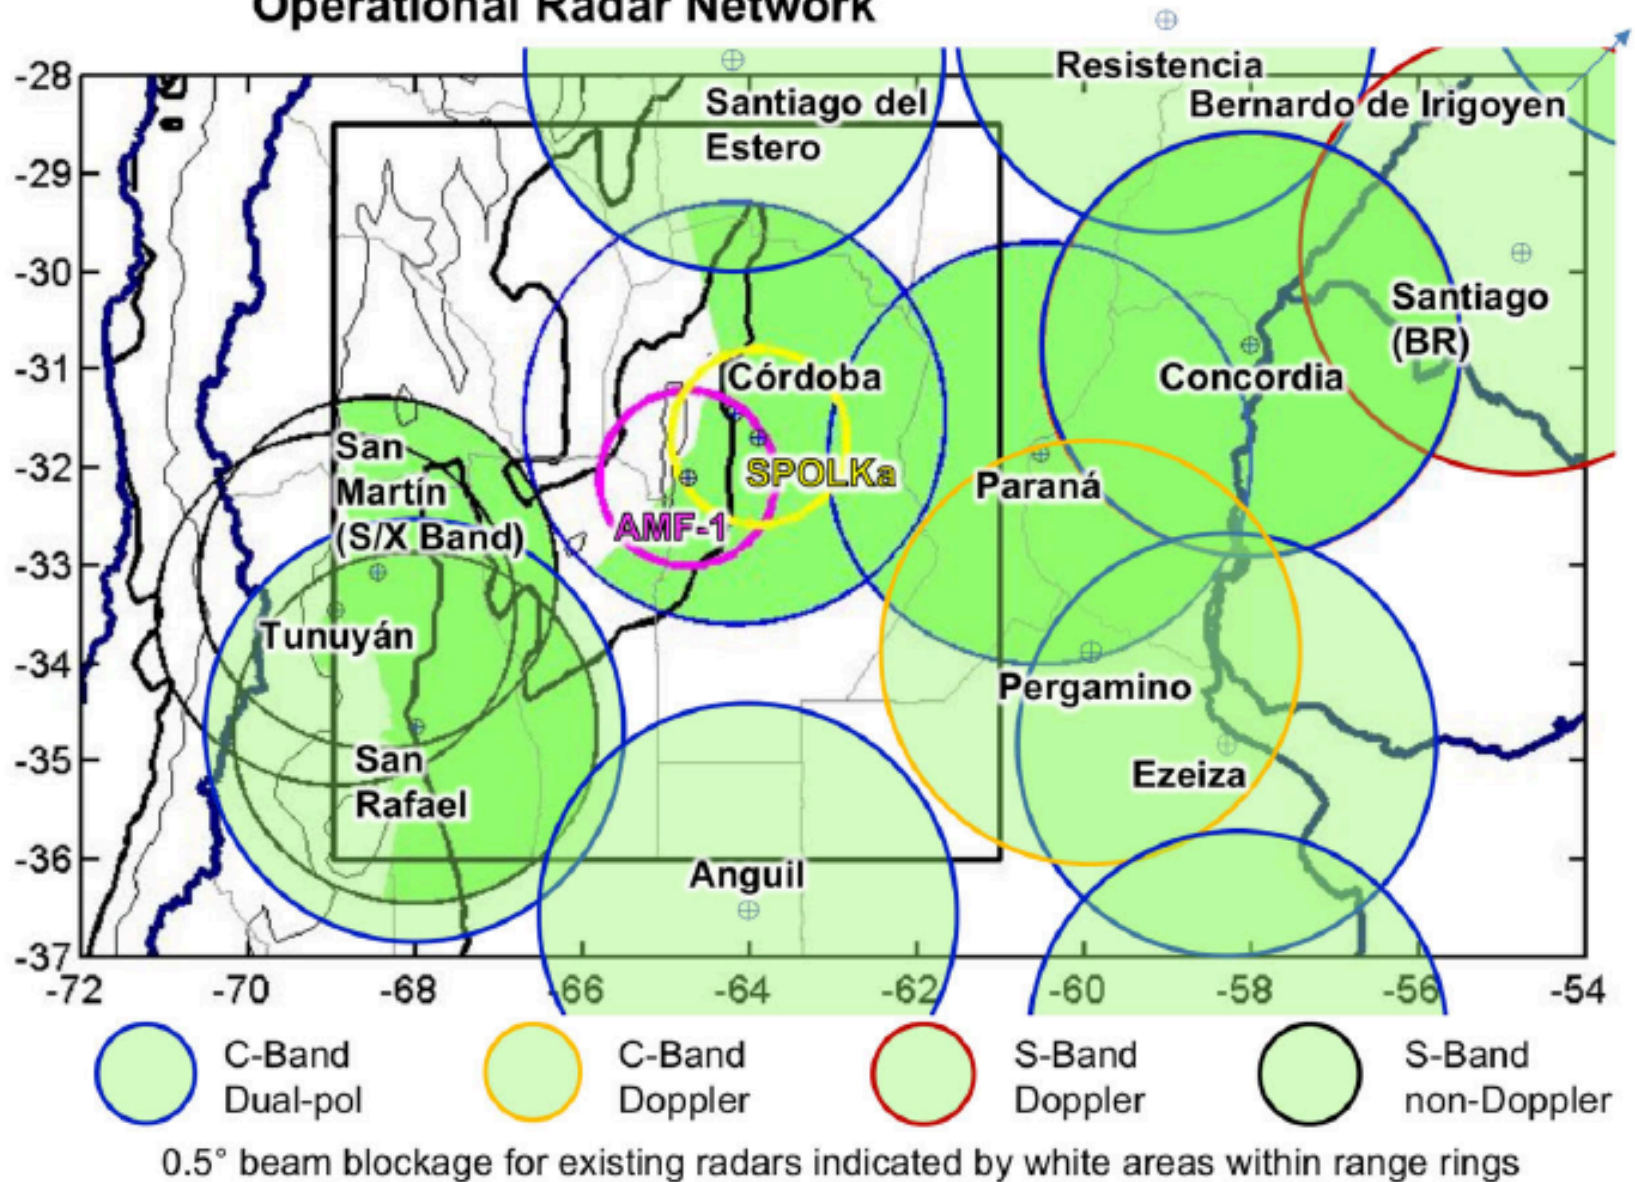 Operational Radar Network
Resistencia
-28
Santiago del
Estero
Bernardo de Irigoyen
-29
-30
Santiago
(BR)
-31
Córdoba
Concordia
-32
San
Martín
(S/X Band)
SPOLKa
Paraná
AMF-1
-33
Tunuyán
-34
Pergamino
-35
San
Rafael
Ezeiza
-36
Anguil
-37
-72 -70 -68 -66 -64 -62 -60 -58 -56 -54
C-Band
Dual-pol
C-Band
Doppler
S-Band
Doppler
S-Band
non-Doppler
0.5° beam blockage for existing radars indicated by white areas within range rings